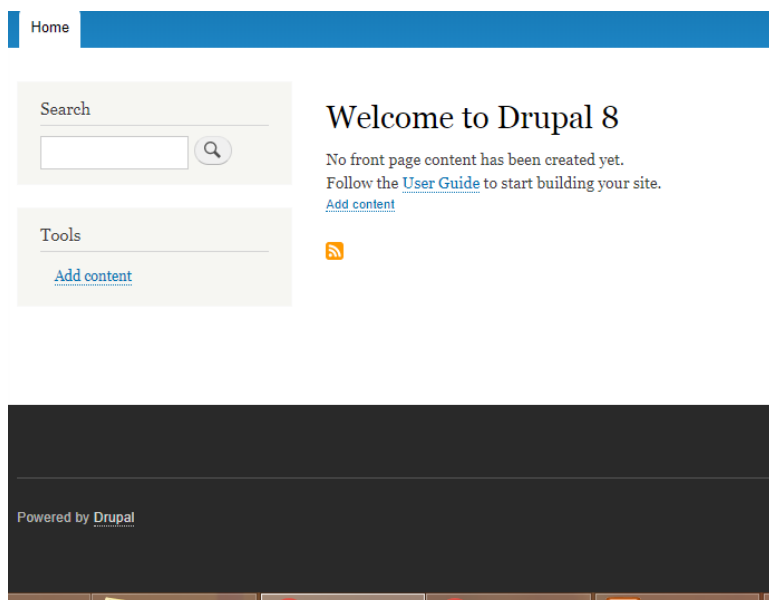 Home
Search
Tools
Add content
Welcome to Drupal 8
No front page content has been created yet.
Follow the User Guide to start building your site.
Add content
Powered by Drupal